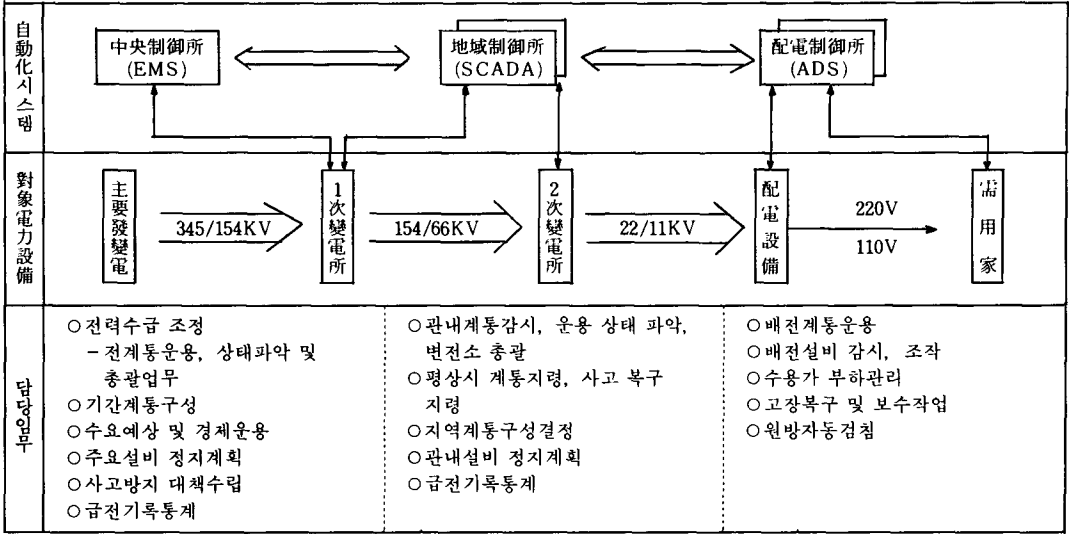 自動化시스템
中央制御所
(EMS)
地域制御所
(SCADA)
配電制御所
(ADS)
對象電力設備
主要發變電
345/154KV
1次變電所
154/66KV
2次變電所
22/11KV
配電設備
220V
110V
需用家
담당임무
○전력수급 조정
－전계통운용, 상태파악 및
총괄업무
○기간계통구성
○수요예상 및 경제운용
○주요설비 정지계획
○사고방지 대책수립
○급전기록통계
○관내계통감시, 운용 상태 파악,
변전소 총괄
○평상시 계통지령, 사고 복구
지령
○지역계통구성결정
○관내설비 정지계획
○급전기록통계
○배전계통운용
○배전설비 감시, 조작
○수용가 부하관리
○고장복구 및 보수작업
○원방자동검침